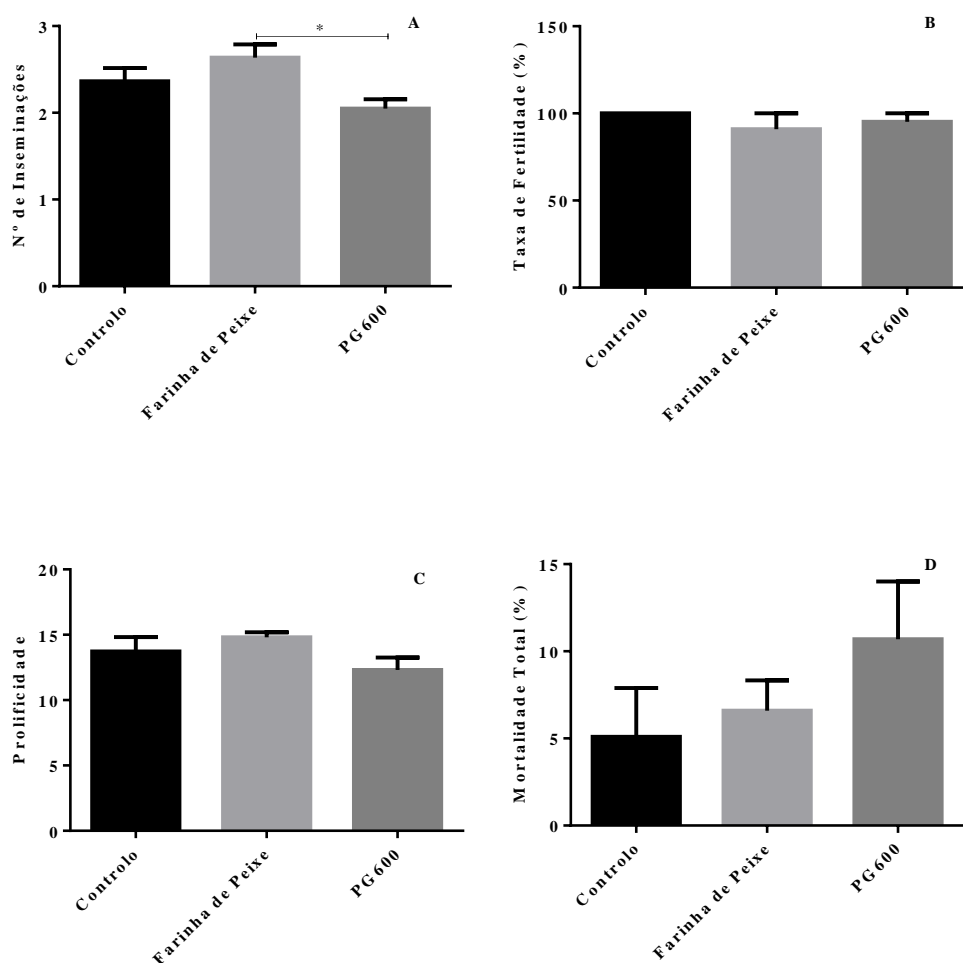 A
*
3
2
1
0
Nº de Inseminações
Controlo
Farinha de Peixe
PG600
B
150
100
50
0
Taxa de Fertilidade (%)
Controlo
Farinha de Peixe
PG600
C
20
15
10
5
0
Prolificidade
Controlo
Farinha de Peixe
PG600
D
15
10
5
0
Mortalidade Total (%)
Controlo
Farinha de Peixe
PG600